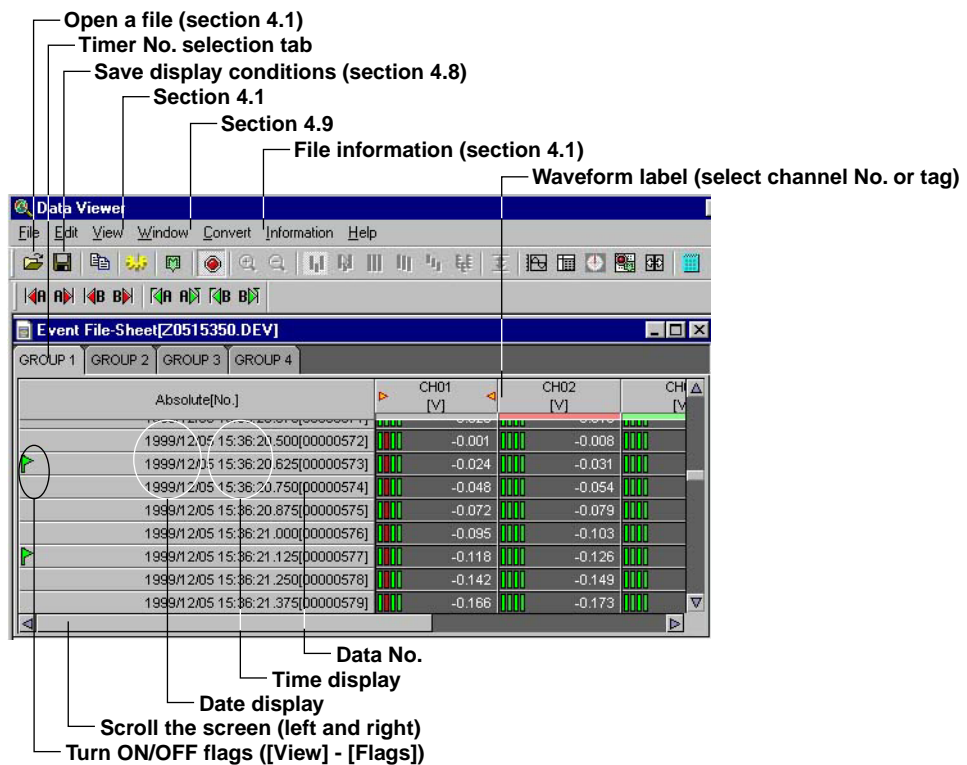 Open a file (section 4.1)
Timer No. selection tab
Save display conditions (section 4.8)
Section 4.1
Section 4.9
File information (section 4.1)
Waveform label (select channel No. or tag)
Data Viewer
File Edit View Window Convert Information Help
A A B B A A B B
Event File-Sheet[Z0515350.DEV]
GROUP 1 GROUP 2 GROUP 3 GROUP 4
Absolute[No.] CH01 [V] CH02 [V]
1999/12/05 15:36:20.500[00000572] -0.001 -0.008
1999/12/05 15:36:20.625[00000573] -0.024 -0.031
1999/12/05 15:36:20.750[00000574] -0.048 -0.054
1999/12/05 15:36:20.875[00000575] -0.072 -0.079
1999/12/05 15:36:21.000[00000576] -0.095 -0.103
1999/12/05 15:36:21.125[00000577] -0.118 -0.126
1999/12/05 15:36:21.250[00000578] -0.142 -0.149
1999/12/05 15:36:21.375[00000579] -0.166 -0.173
Data No.
Time display
Date display
Scroll the screen (left and right)
Turn ON/OFF flags ([View] - [Flags])